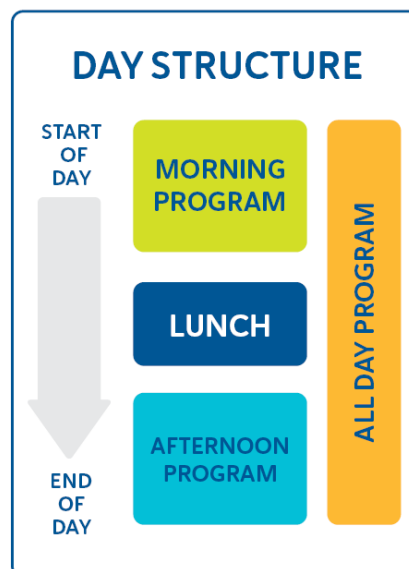 DAY STRUCTURE
START
OF
DAY
MORNING
PROGRAM
LUNCH
AFTERNOON
PROGRAM
END
OF
DAY
ALL DAY PROGRAM